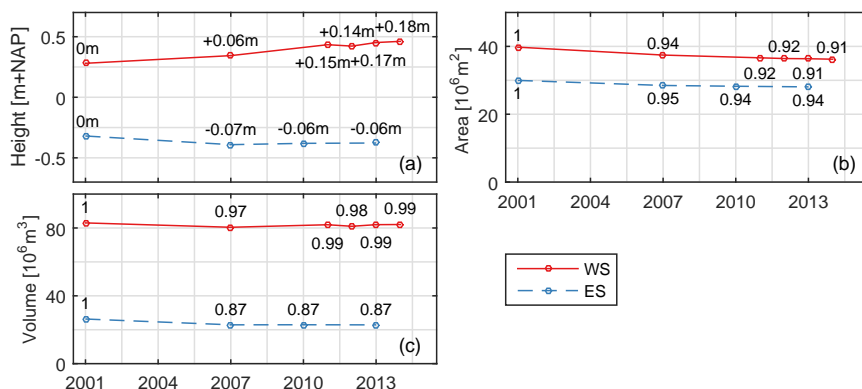 Height [m+NAP]
0.5
0
-0.5
0m
+0.06m
+0.14m
+0.18m
+0.15m
+0.17m
0m
-0.07m
-0.06m
-0.06m
(a)
Area [10⁶m²]
40
20
0
1
0.94
0.92
0.91
0.92
0.91
1
0.95
0.94
0.94
(b)
2001
2004
2007
2010
2013
Volume [10⁶m³]
80
40
0
1
0.97
0.98
0.99
0.99
0.99
1
0.87
0.87
0.87
(c)
2001
2004
2007
2010
2013
WS
ES